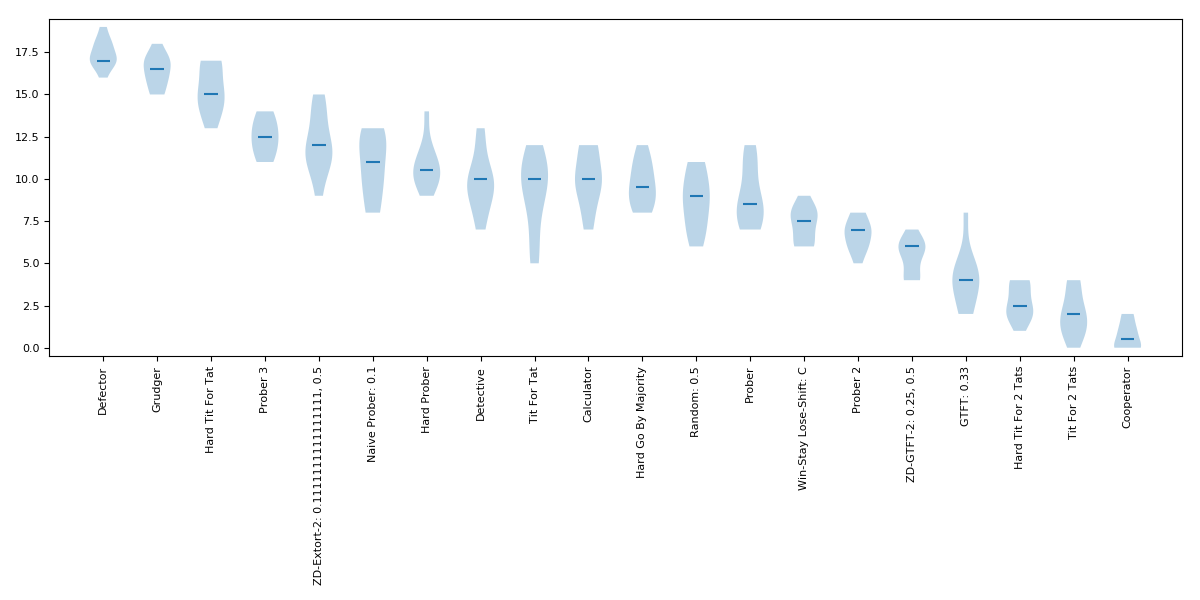 17.5
15.0
12.5
10.0
7.5
5.0
2.5
0.0
Defector
Grudger
Hard Tit For Tat
Prober 3
ZD-Extort-2: 0.1111111111111111, 0.5
Naive Prober: 0.1
Hard Prober
Detective
Tit For Tat
Calculator
Hard Go By Majority
Random: 0.5
Prober
Win-Stay Lose-Shift: C
Prober 2
ZD-GTFT-2: 0.25, 0.5
GTFT: 0.33
Hard Tit For 2 Tats
Tit For 2 Tats
Cooperator